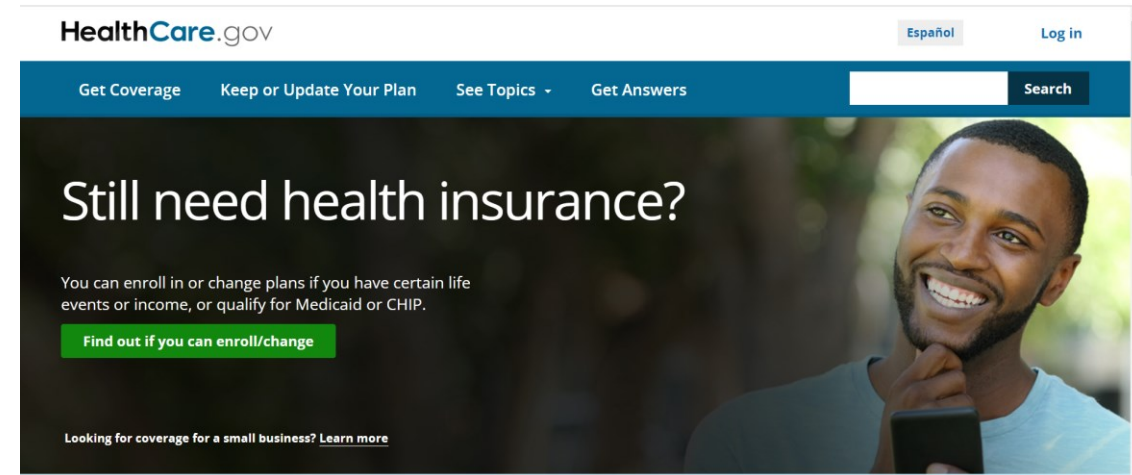 HealthCare.gov
Español
Log in
Get Coverage
Keep or Update Your Plan
See Topics
Get Answers
Search
Still need health insurance?
You can enroll in or change plans if you have certain life
events or income, or qualify for Medicaid or CHIP.
Find out if you can enroll/change
Looking for coverage for a small business? Learn more